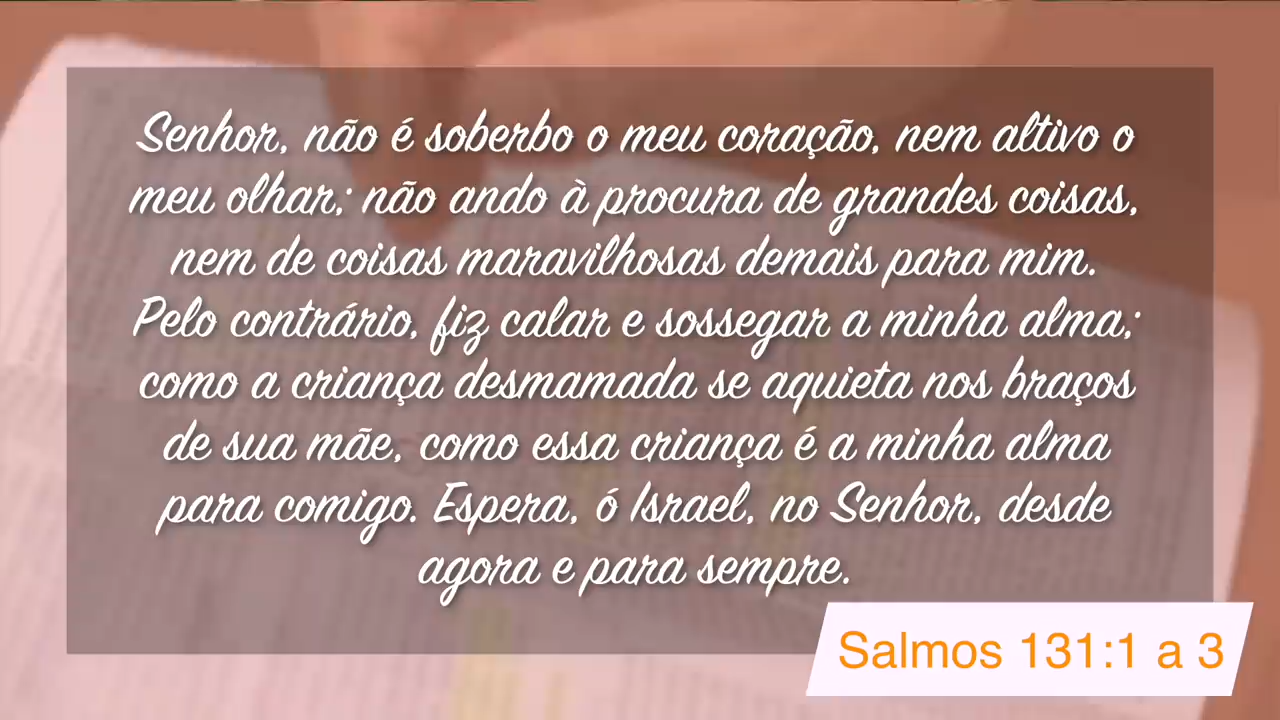 Senhor, não é soberbo o meu coração, nem altivo o
meu olhar; não ando à procura de grandes coisas,
nem de coisas maravilhosas demais para mim.
Pelo contrário, fiz calar e sossegar a minha alma;
como a criança desmamada se aquieta nos braços
de sua mãe, como essa criança é a minha alma
para comigo. Espera, ó Israel, no Senhor, desde
agora e para sempre.
Salmos 131:1 a 3